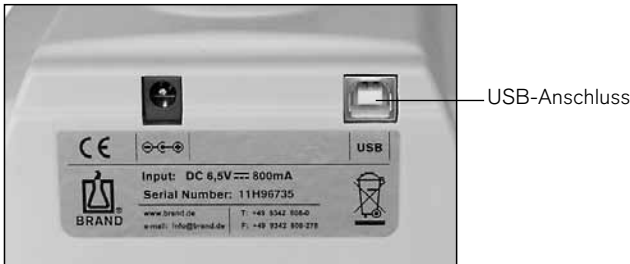 USB-Anschluss
CE
USB
Input: DC 6,5V 800mA
Serial Number: 11H96735
BRAND®
www.brand.de
T: +49 9342 808-0
e-mail: info@brand.de
F: +49 9342 808-278